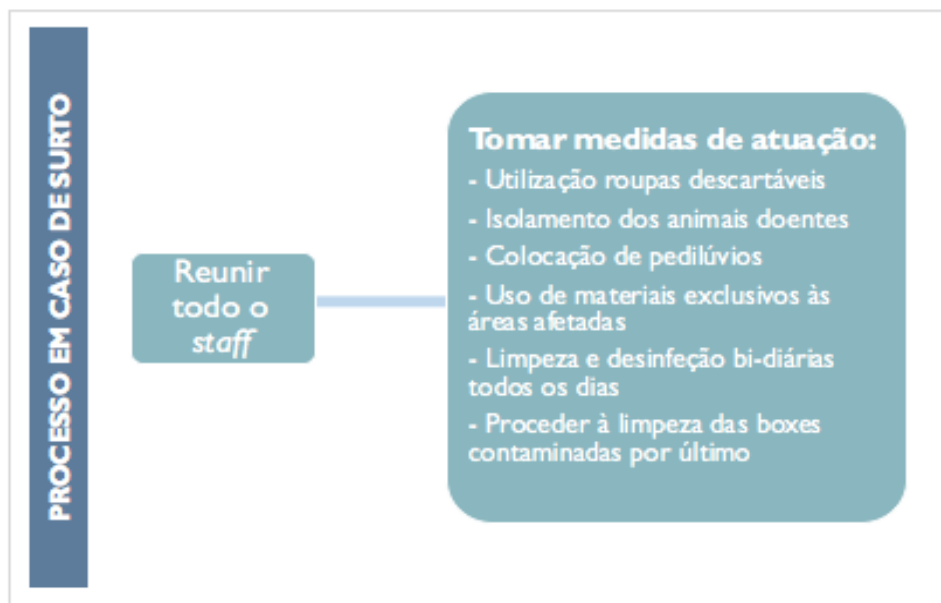 PROCESSO EM CASO DE SURTO
Reunir
todo o
staff
Tomar medidas de atuação:
- Utilização roupas descartáveis
- Isolamento dos animais doentes
- Colocação de pedilúvios
- Uso de materiais exclusivos às
áreas afetadas
- Limpeza e desinfeção bi-diárias
todos os dias
- Proceder à limpeza das boxes
contaminadas por último